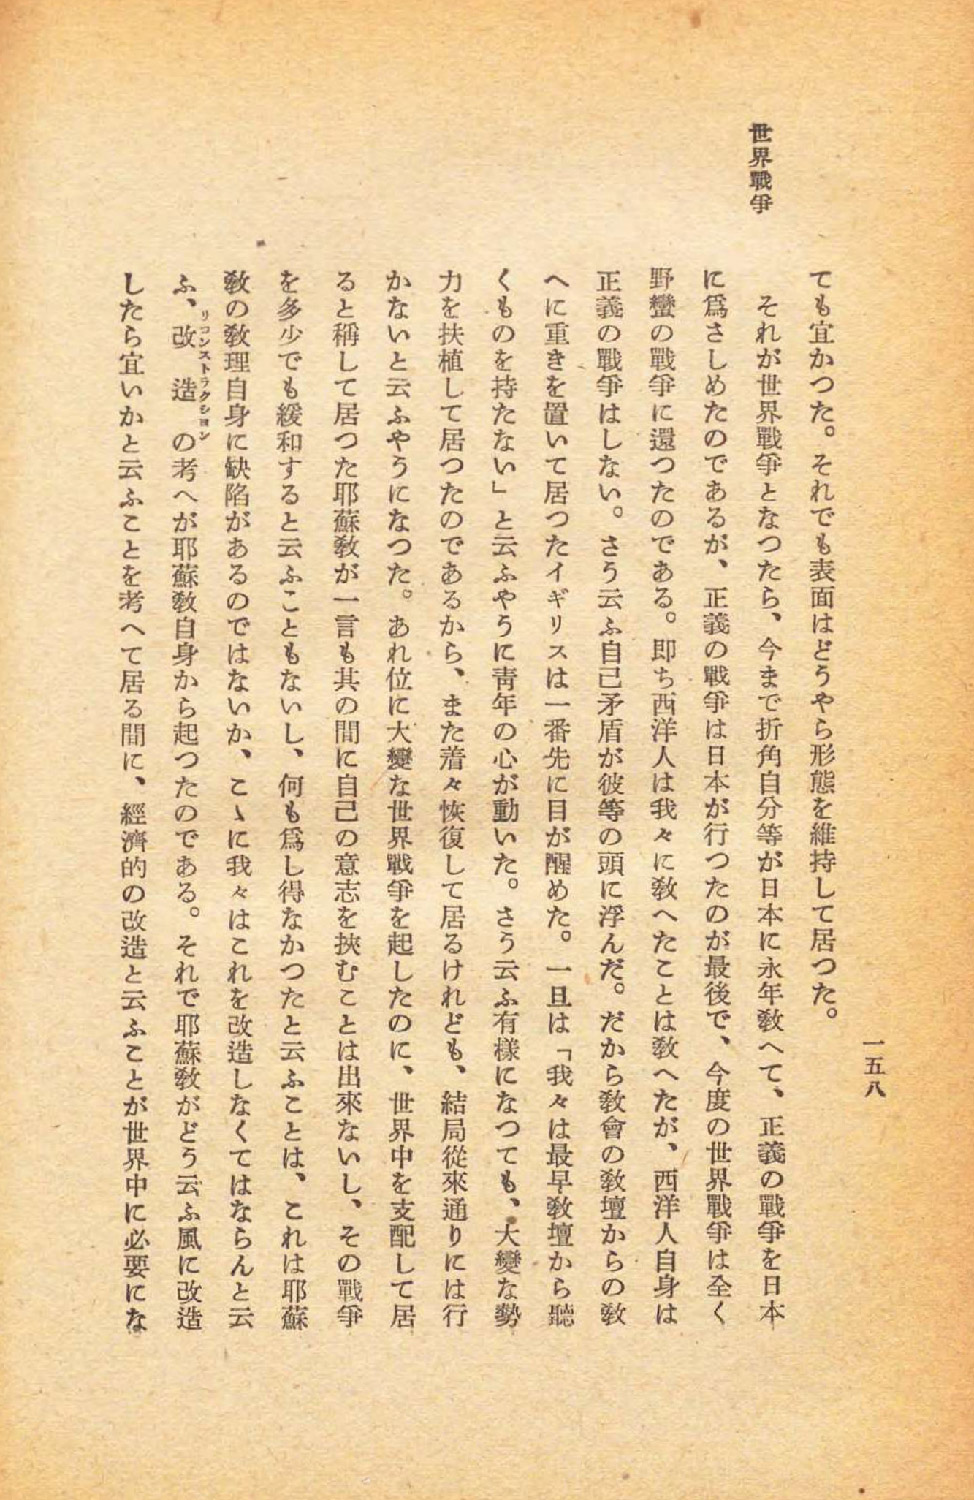 一五八
世界戰爭
ても宜かつた。それでも表面はどうやら形態を維持して居つた。
それが世界戰爭となつたら、今まで折角自分等が日本に永年敎へて、正義の戰爭を日本
に爲さしめたのであるが、正義の戰爭は日本が行つたのが最後で、今度の世界戰爭は全く
野蠻の戰爭に還つたのである。卽ち西洋人は我々に敎へたことは敎へたが、西洋人自身は
正義の戰爭はしない。さう云ふ自己矛盾が彼等の頭に浮んだ。だから敎會の敎壇からの敎
へに重きを置いて居つたイギリスは一番先に目が醒めた。一旦は「我々は最早敎壇から聽
くものを持たない」と云ふやうに靑年の心が動いた。さう云ふ有樣になつても、大變な勢
力を扶植して居つたのであるから、また着々恢復して居るけれども、結局從來通りには行
かないと云ふやうになつた。あれ位に大變な世界戰爭を起したのに、世界中を支配して居
ると稱して居つた耶蘇敎が一言も其の間に自己の意志を挾むことは出來ないし、その戰爭
を多少でも緩和すると云ふこともないし、何も爲し得なかつたと云ふことは、これは耶蘇
敎の敎理自身に缺陷があるのではないか、こゝに我々はこれを改造しなくてはならんと云
ふ、改造リコンストラクシヨンの考へが耶蘇敎自身から起つたのである。それで耶蘇敎がどう云ふ風に改造
したら宜いかと云ふことを考へて居る間に、經濟的の改造と云ふことが世界中に必要にな